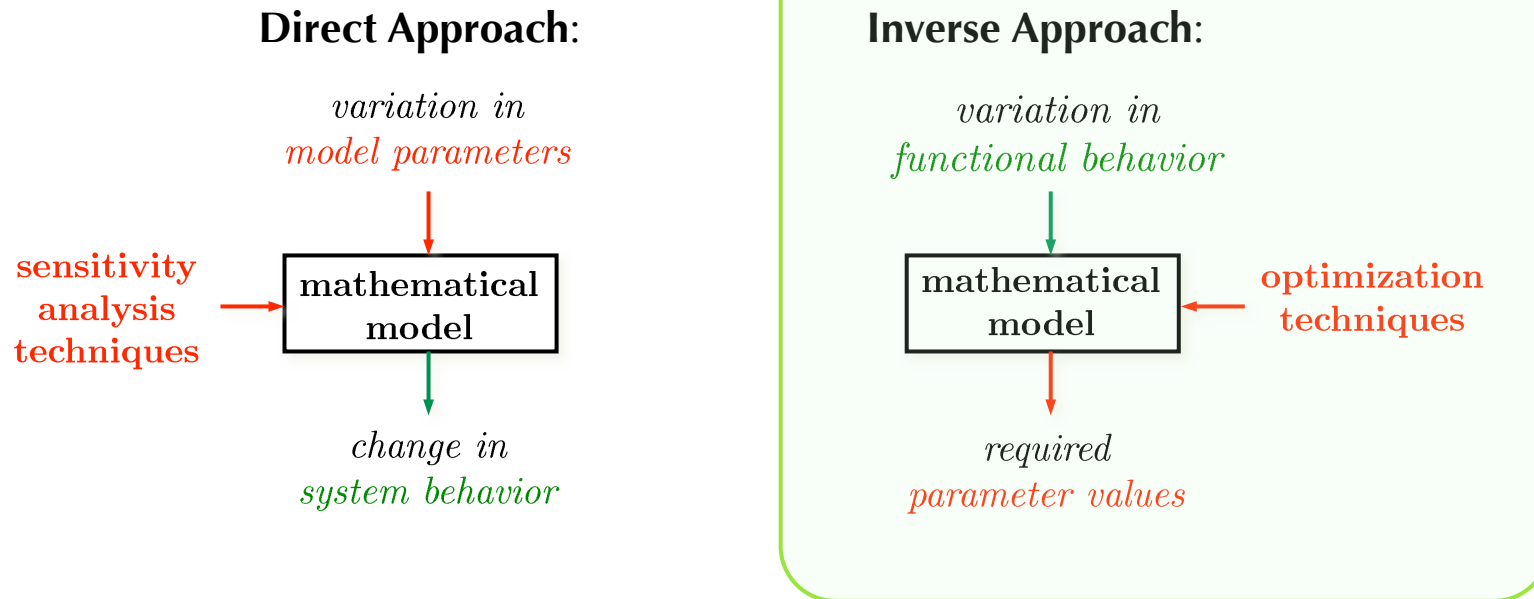 Direct Approach:
variation in
model parameters
sensitivity
analysis
techniques
mathematical
model
change in
system behavior
Inverse Approach:
variation in
functional behavior
mathematical
model
optimization
techniques
required
parameter values